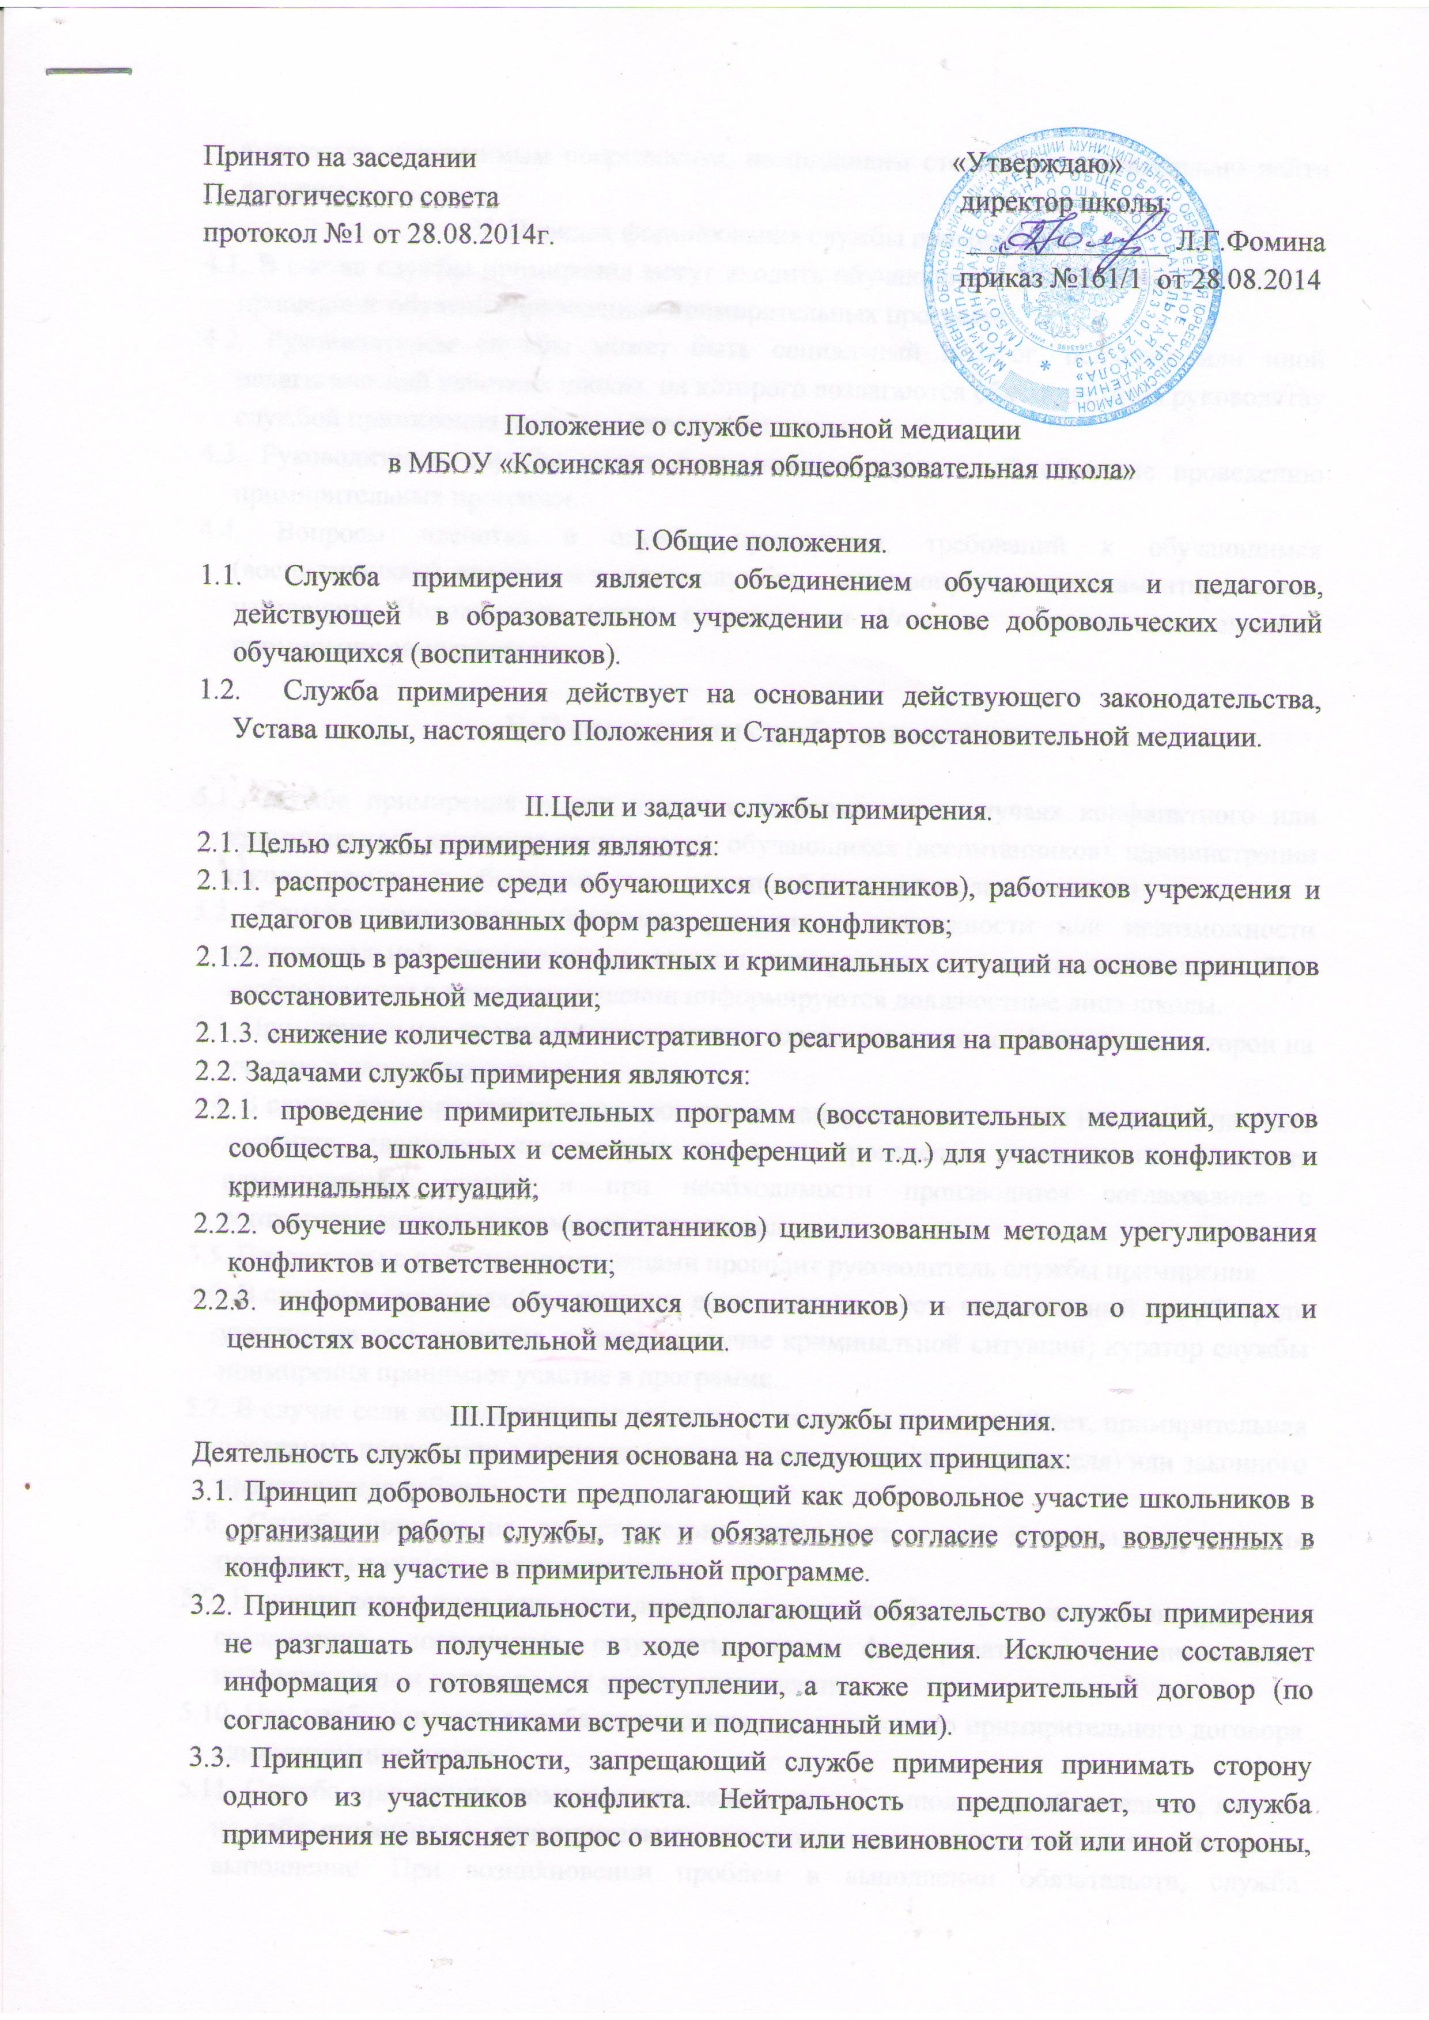 Принято на заседании
Педагогического совета
протокол №1 от 28.08.2014г.
«Утверждаю»
директор школы:
Л.Г.Фомина
приказ №161/1 от 28.08.2014
Положение о службе школьной медиации
в МБОУ «Косинская основная общеобразовательная школа»
I.Общие положения.
1.1. Служба примирения является объединением обучающихся и педагогов,
действующей в образовательном учреждении на основе добровольческих усилий
обучающихся (воспитанников).
1.2. Служба примирения действует на основании действующего законодательства,
Устава школы, настоящего Положения и Стандартов восстановительной медиации.
II.Цели и задачи службы примирения.
2.1. Целью службы примирения являются:
2.1.1. распространение среди обучающихся (воспитанников), работников учреждения и
педагогов цивилизованных форм разрешения конфликтов;
2.1.2. помощь в разрешении конфликтных и криминальных ситуаций на основе принципов
восстановительной медиации;
2.1.3. снижение количества административного реагирования на правонарушения.
2.2. Задачами службы примирения являются:
2.2.1. проведение примирительных программ (восстановительных медиаций, кругов
сообщества, школьных и семейных конференций и т.д.) для участников конфликтов и
криминальных ситуаций;
2.2.2. обучение школьников (воспитанников) цивилизованным методам урегулирования
конфликтов и ответственности;
2.2.3. информирование обучающихся (воспитанников) и педагогов о принципах и
ценностях восстановительной медиации.
III.Принципы деятельности службы примирения.
Деятельность службы примирения основана на следующих принципах:
3.1. Принцип добровольности предполагающий как добровольное участие школьников в
организации работы службы, так и обязательное согласие сторон, вовлеченных в
конфликт, на участие в примирительной программе.
3.2. Принцип конфиденциальности, предполагающий обязательство службы примирения
не разглашать полученные в ходе программ сведения. Исключение составляет
информация о готовящемся преступлении, а также примирительный договор (по
согласованию с участниками встречи и подписанный ими).
3.3. Принцип нейтральности, запрещающий службе примирения принимать сторону
одного из участников конфликта. Нейтральность предполагает, что служба
примирения не выясняет вопрос о виновности или невиновности той или иной стороны,